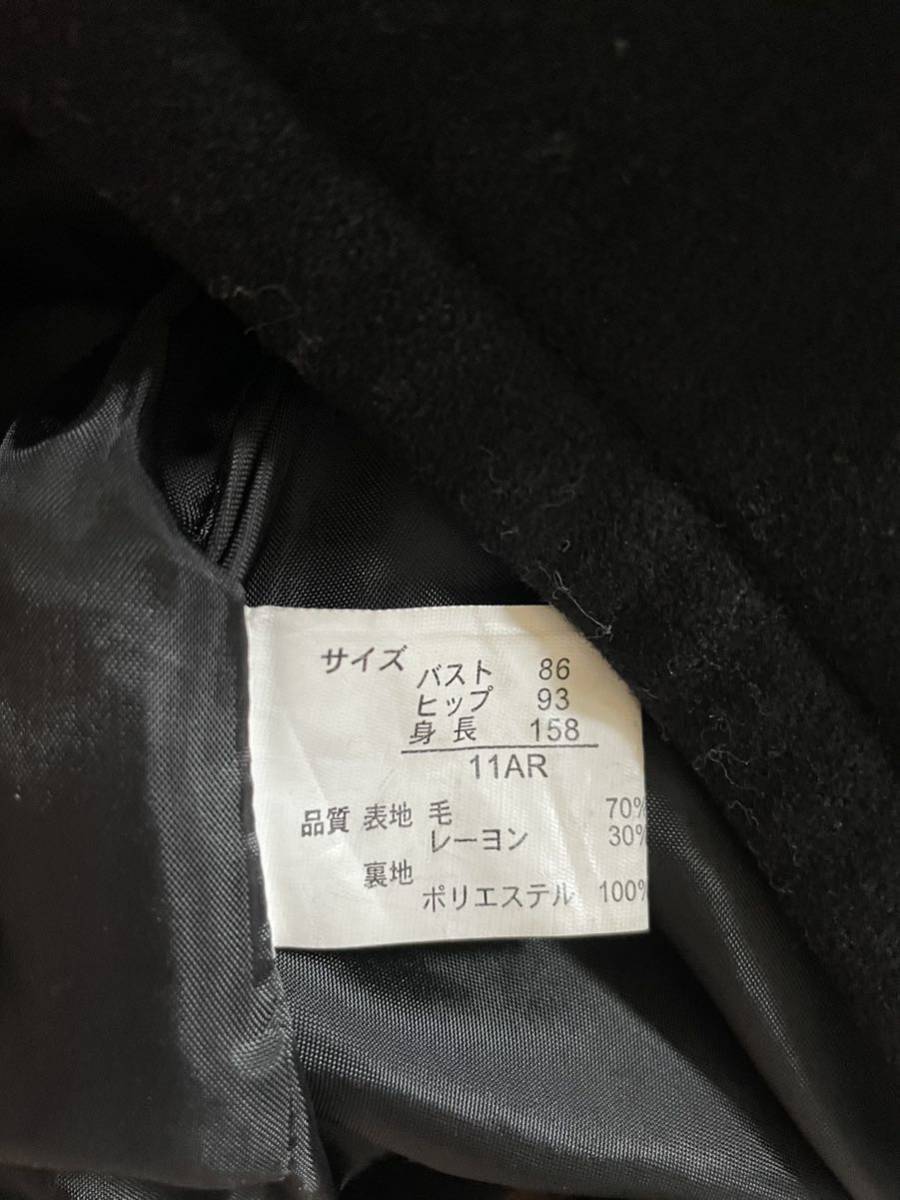 サイズ バスト 86
ヒップ 93
身長 158
11AR
品質 表地 毛 70%
レーヨン 30%
裏地
ポリエステル 100%